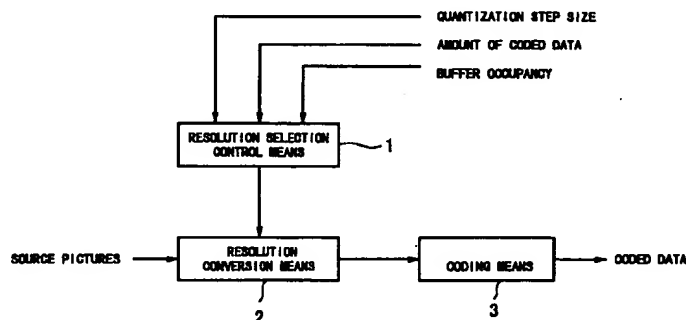 QUANTIZATION STEP SIZE
AMOUNT OF CODED DATA
BUFFER OCCUPANCY
RESOLUTION SELECTION
CONTROL MEANS
1
SOURCE PICTURES
RESOLUTION
CONVERSION MEANS
CODING MEANS
CODED DATA
2
3